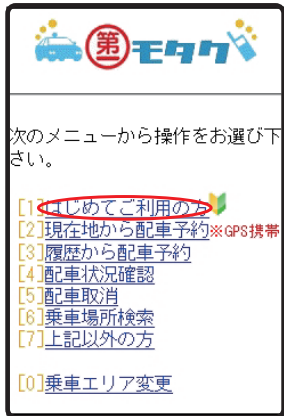 第一モタク
次のメニューから操作をお選び下
さい。
[1]はじめてご利用の方
[2]現在地から配車予約※GPS携帯
[3]履歴から配車予約
[4]配車状況確認
[5]配車取消
[6]乗車場所検索
[7]上記以外の方
[0]乗車エリア変更